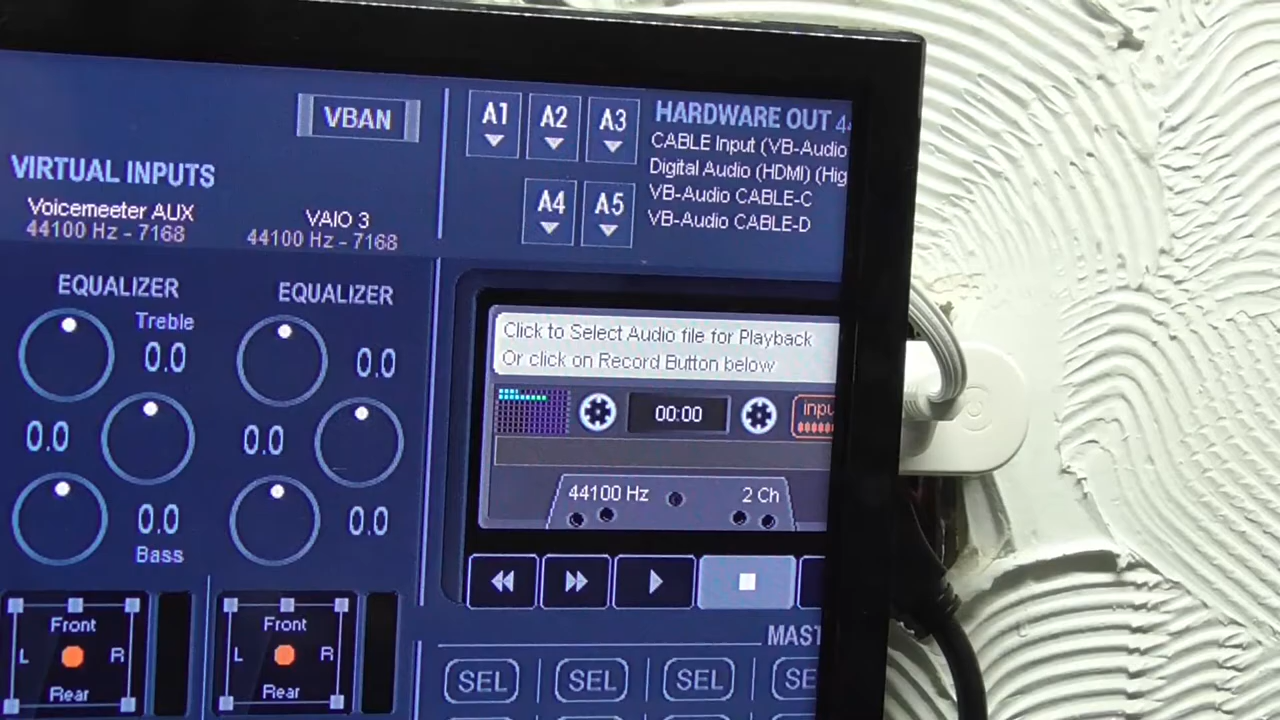 VBAN
A1 A2 A3
HARDWARE OUT
CABLE Input (VB-Audio
Digital Audio (HDMI) (Hig
VB-Audio CABLE-C
VB-Audio CABLE-D
A4 A5
VIRTUAL INPUTS
Voicemeeter AUX
44100 Hz - 7168
VAIO 3
44100 Hz - 7168
EQUALIZER
Treble
0.0
0.0
0.0
Bass
EQUALIZER
0.0
0.0
0.0
Click to Select Audio file for Playback
Or click on Record Button below
00:00
inpu
44100 Hz
2 Ch
Front
L R
Rear
Front
L R
Rear
MAST
SEL SEL SEL SE